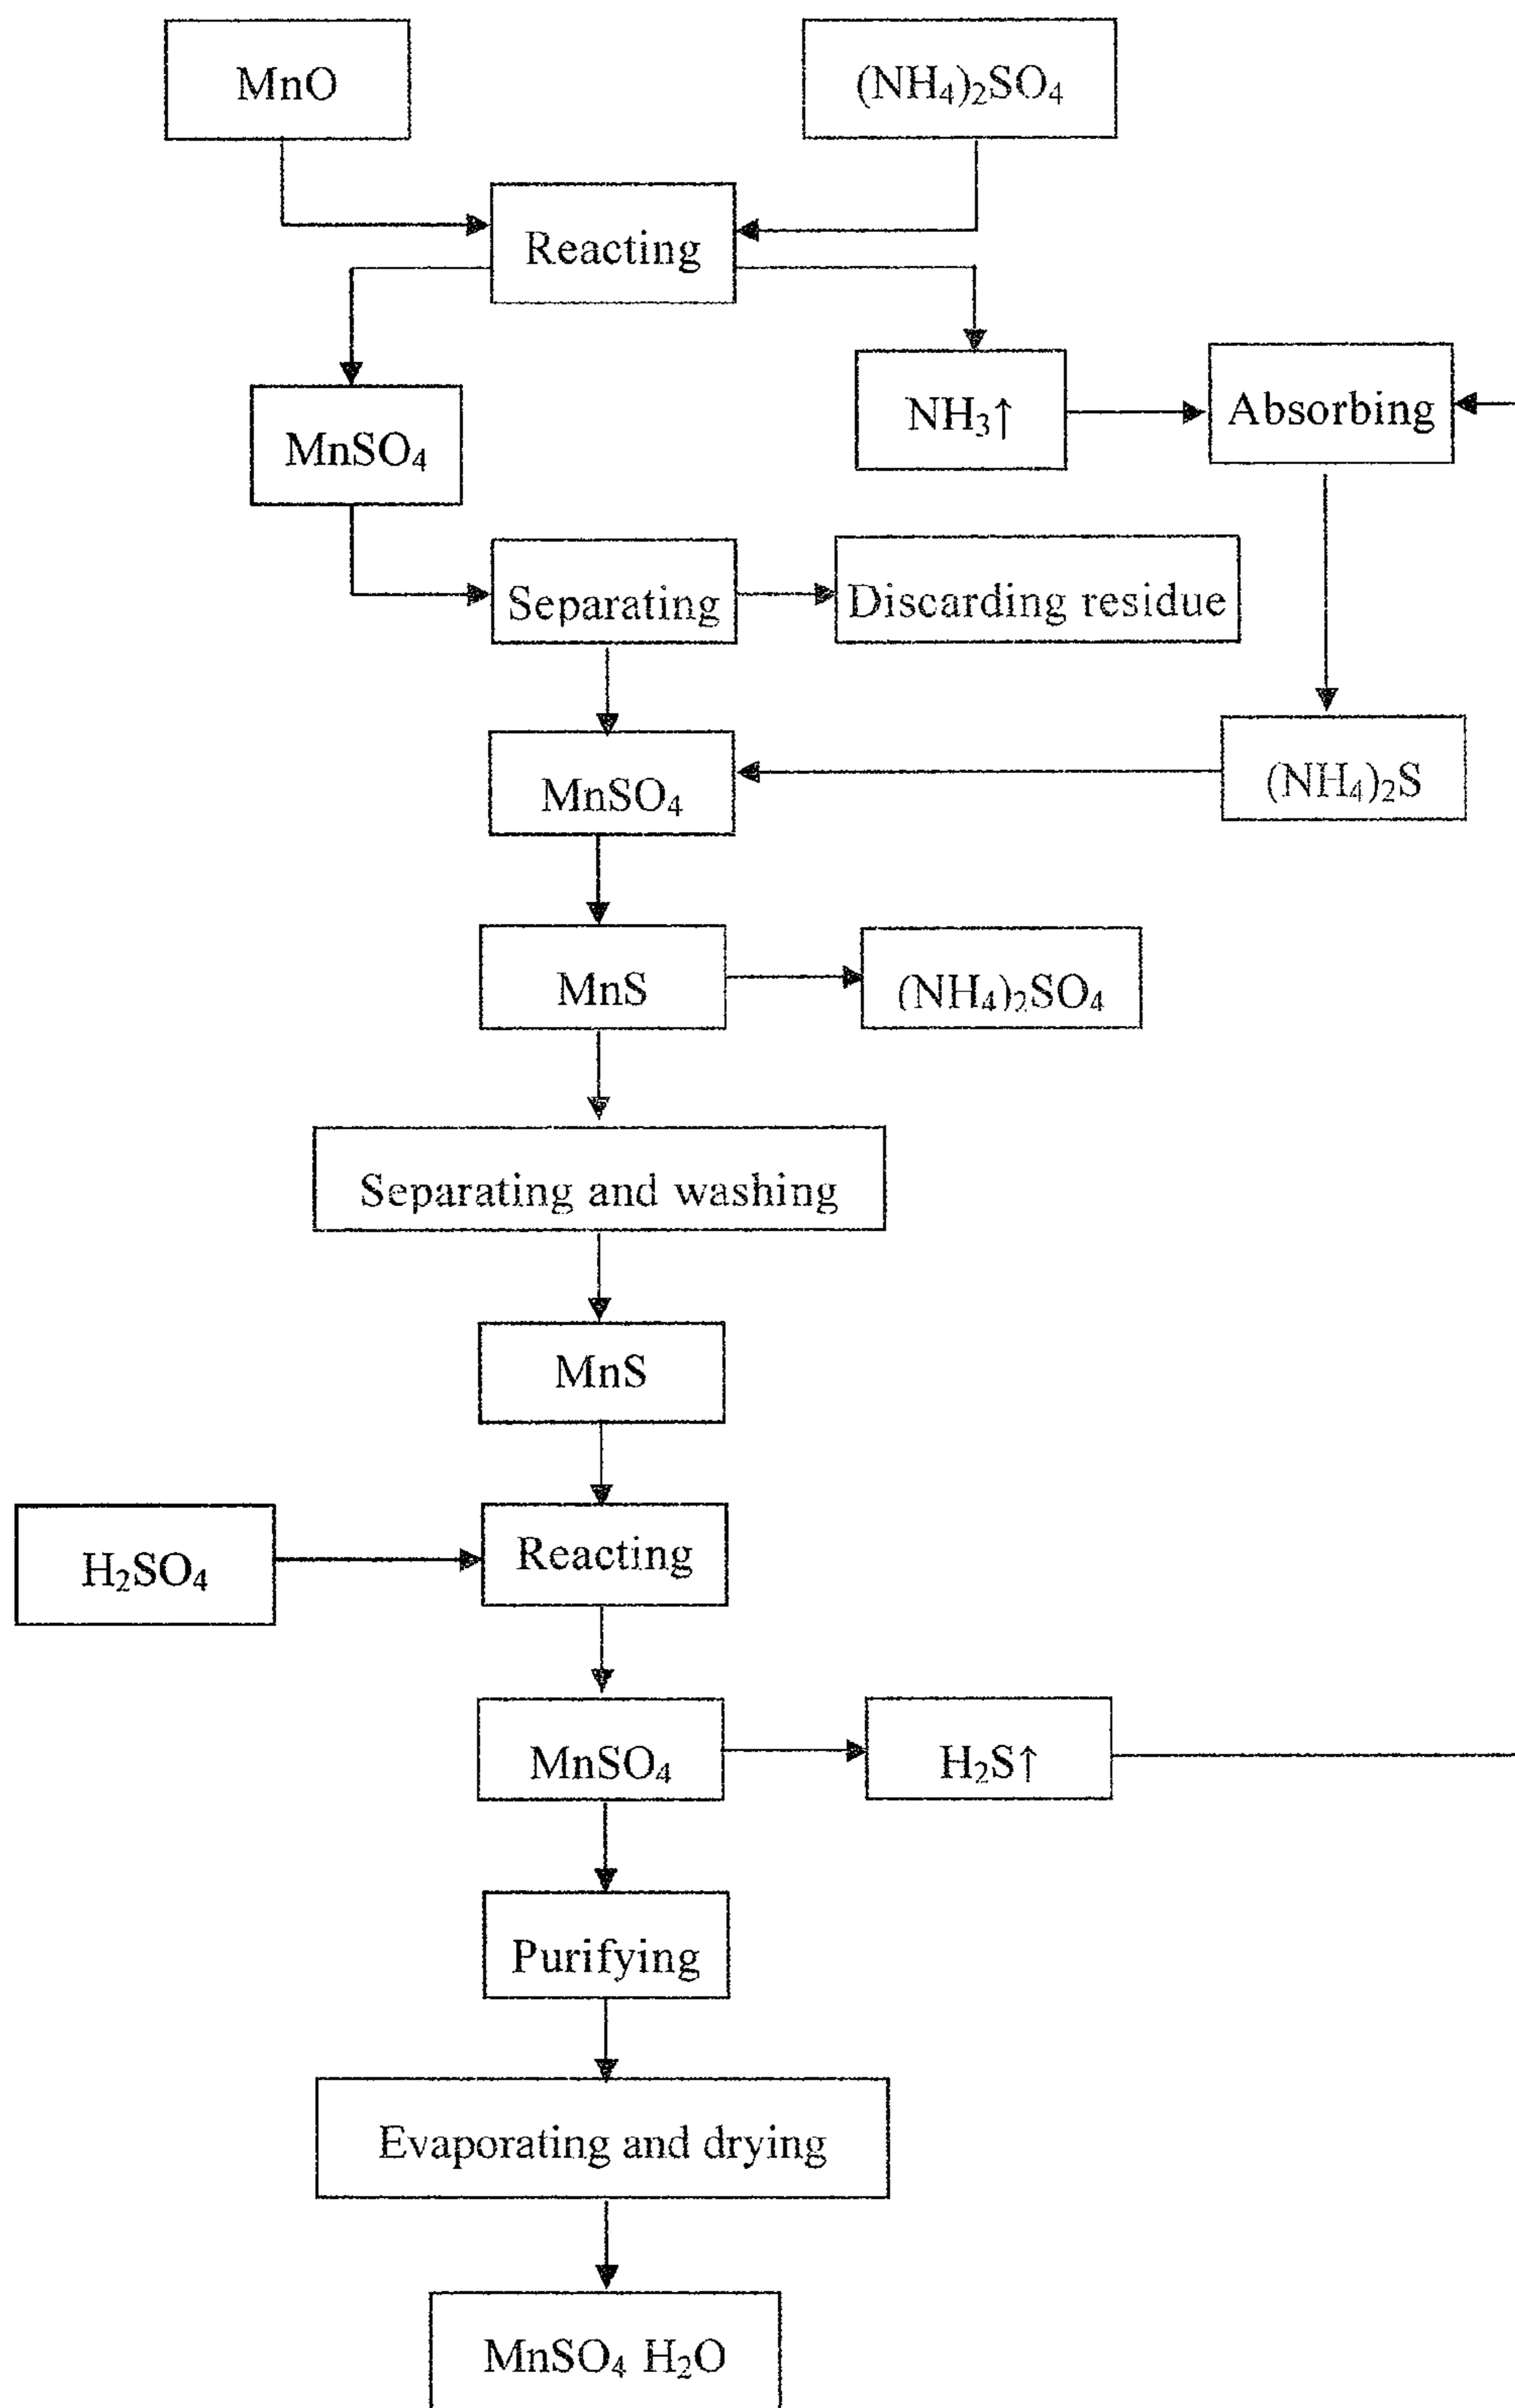 MnO
(NH₄)₂SO₄
Reacting
NH₃↑
Absorbing
MnSO₄
Separating
Discarding residue
MnSO₄
(NH₄)₂S
MnS
(NH₄)₂SO₄
Separating and washing
MnS
H₂SO₄
Reacting
MnSO₄
H₂S↑
Purifying
Evaporating and drying
MnSO₄ H₂O